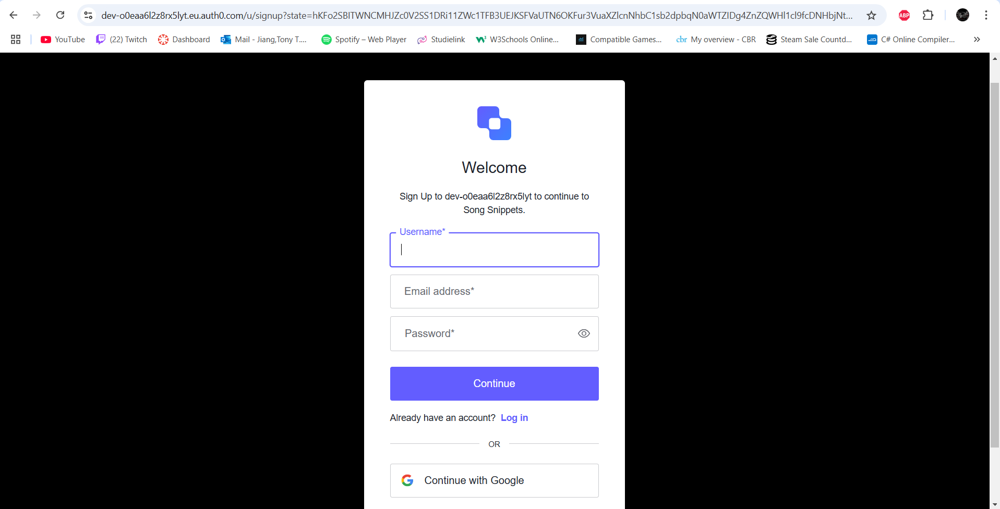 dev-o0eaa6l2z8rx5lyt.eu.auth0.com/u/signup?state=hKFo2SBITWNCMHJZc0V2SS1DRi11ZWc1TFB3UEJKSFVaUTN6OKFur3VuaXZlcnNhbC1sb2dpbqN0aWTZIDg4ZnZQWHl1cl9fcDNHbjNt...
ABP
YouTube (22) Twitch Dashboard Mail - Jiang,Tony T.... Spotify – Web Player Studielink W3Schools Online... Compatible Games... cbr My overview - CBR Steam Sale Countd... C# Online Compiler...
Welcome
Sign Up to dev-o0eaa6l2z8rx5lyt to continue to
Song Snippets.
Username*
Email address*
Password*
Continue
Already have an account? Log in
OR
Continue with Google